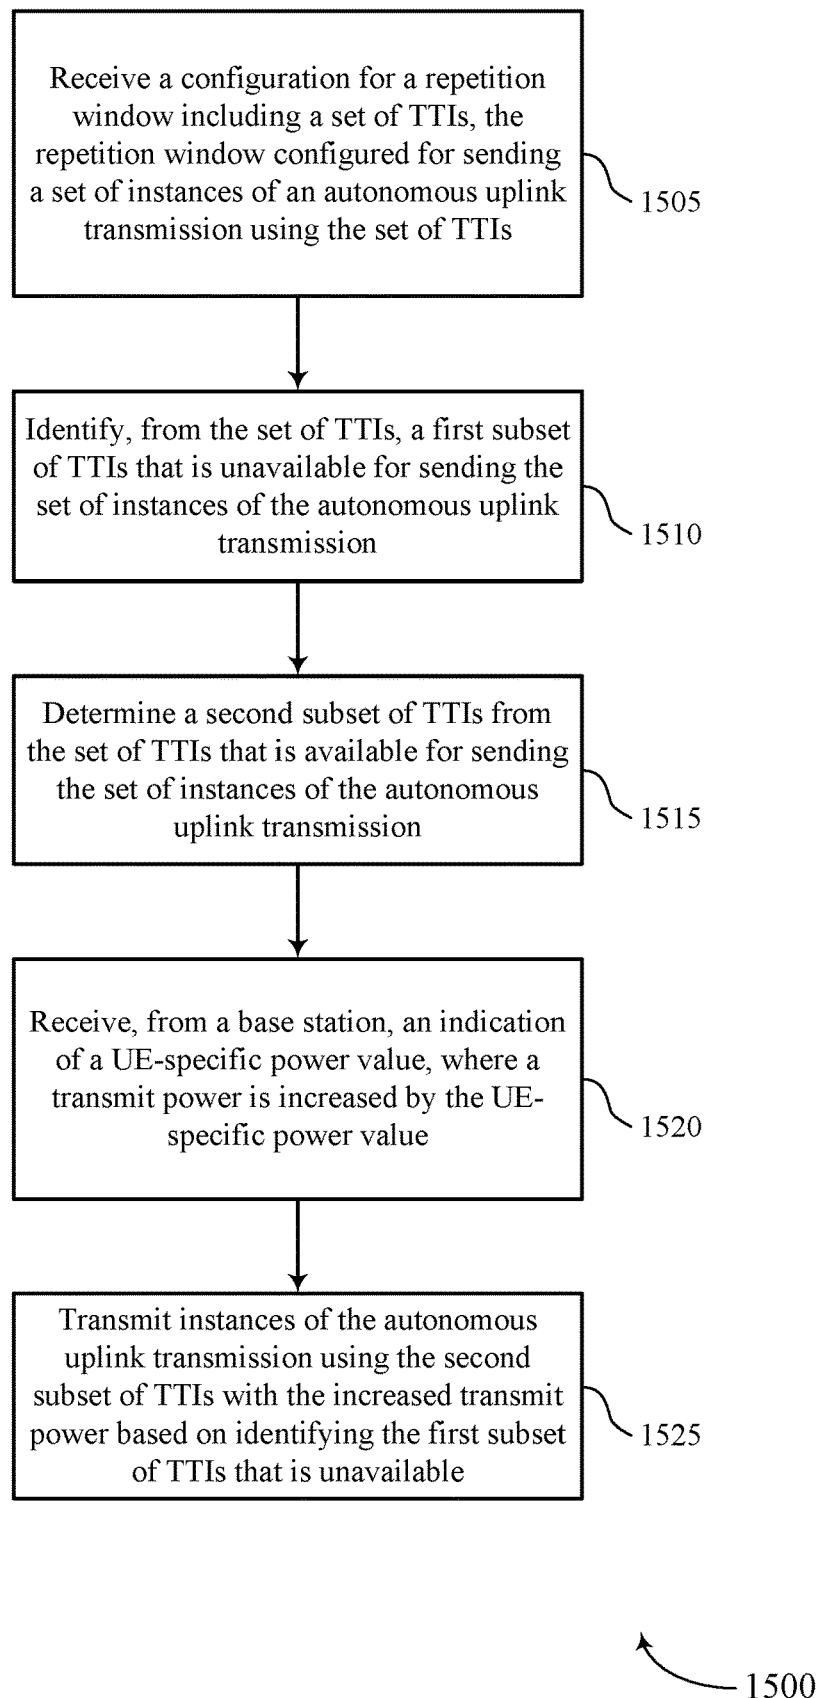 Receive a configuration for a repetition
window including a set of TTIs, the
repetition window configured for sending
a set of instances of an autonomous uplink
transmission using the set of TTIs
1505
Identify, from the set of TTIs, a first subset
of TTIs that is unavailable for sending the
set of instances of the autonomous uplink
transmission
1510
Determine a second subset of TTIs from
the set of TTIs that is available for sending
the set of instances of the autonomous
uplink transmission
1515
Receive, from a base station, an indication
of a UE-specific power value, where a
transmit power is increased by the UE-
specific power value
1520
Transmit instances of the autonomous
uplink transmission using the second
subset of TTIs with the increased transmit
power based on identifying the first subset
of TTIs that is unavailable
1525
1500